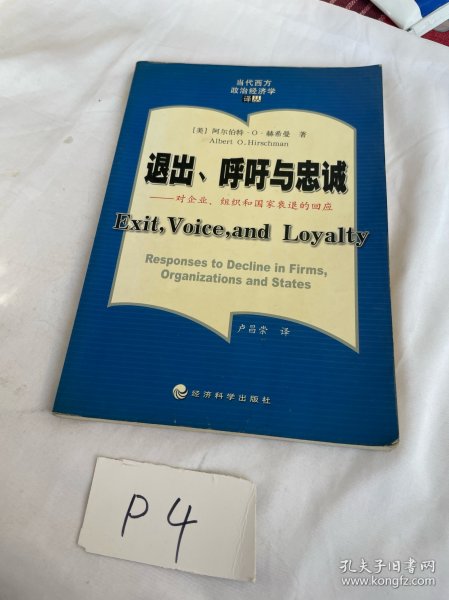 当代西方
政治经济学
译丛
[美] 阿尔伯特·O·赫希曼 著
Albert O. Hirschman
退出、呼吁与忠诚
——对企业、组织和国家衰退的回应
Exit, Voice, and Loyalty
Responses to Decline in Firms,
Organizations and States
卢昌崇 译
经济科学出版社
P4
孔夫子旧书网
www.kongfz.com